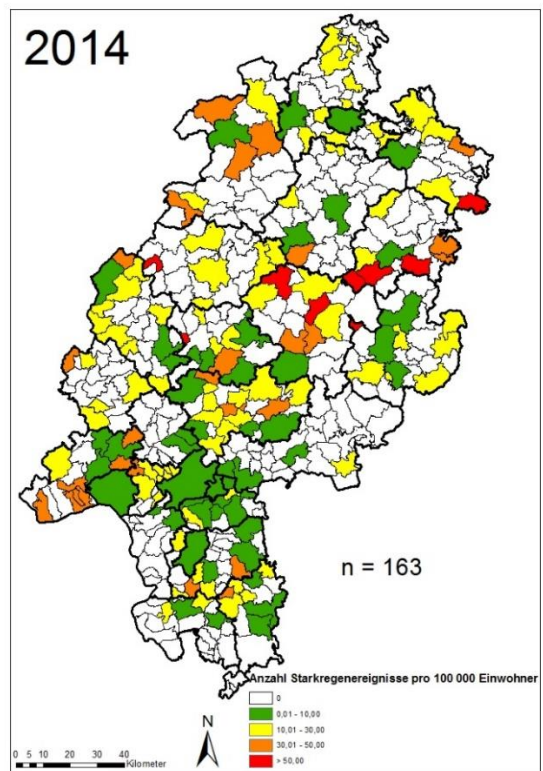 2014
n = 163
Anzahl Starkregenereignisse pro 100 000 Einwohner
0
0,01 - 10,00
10,01 - 30,00
30,01 - 50,00
> 50,00
N
0 5 10 20 30 40
Kilometer